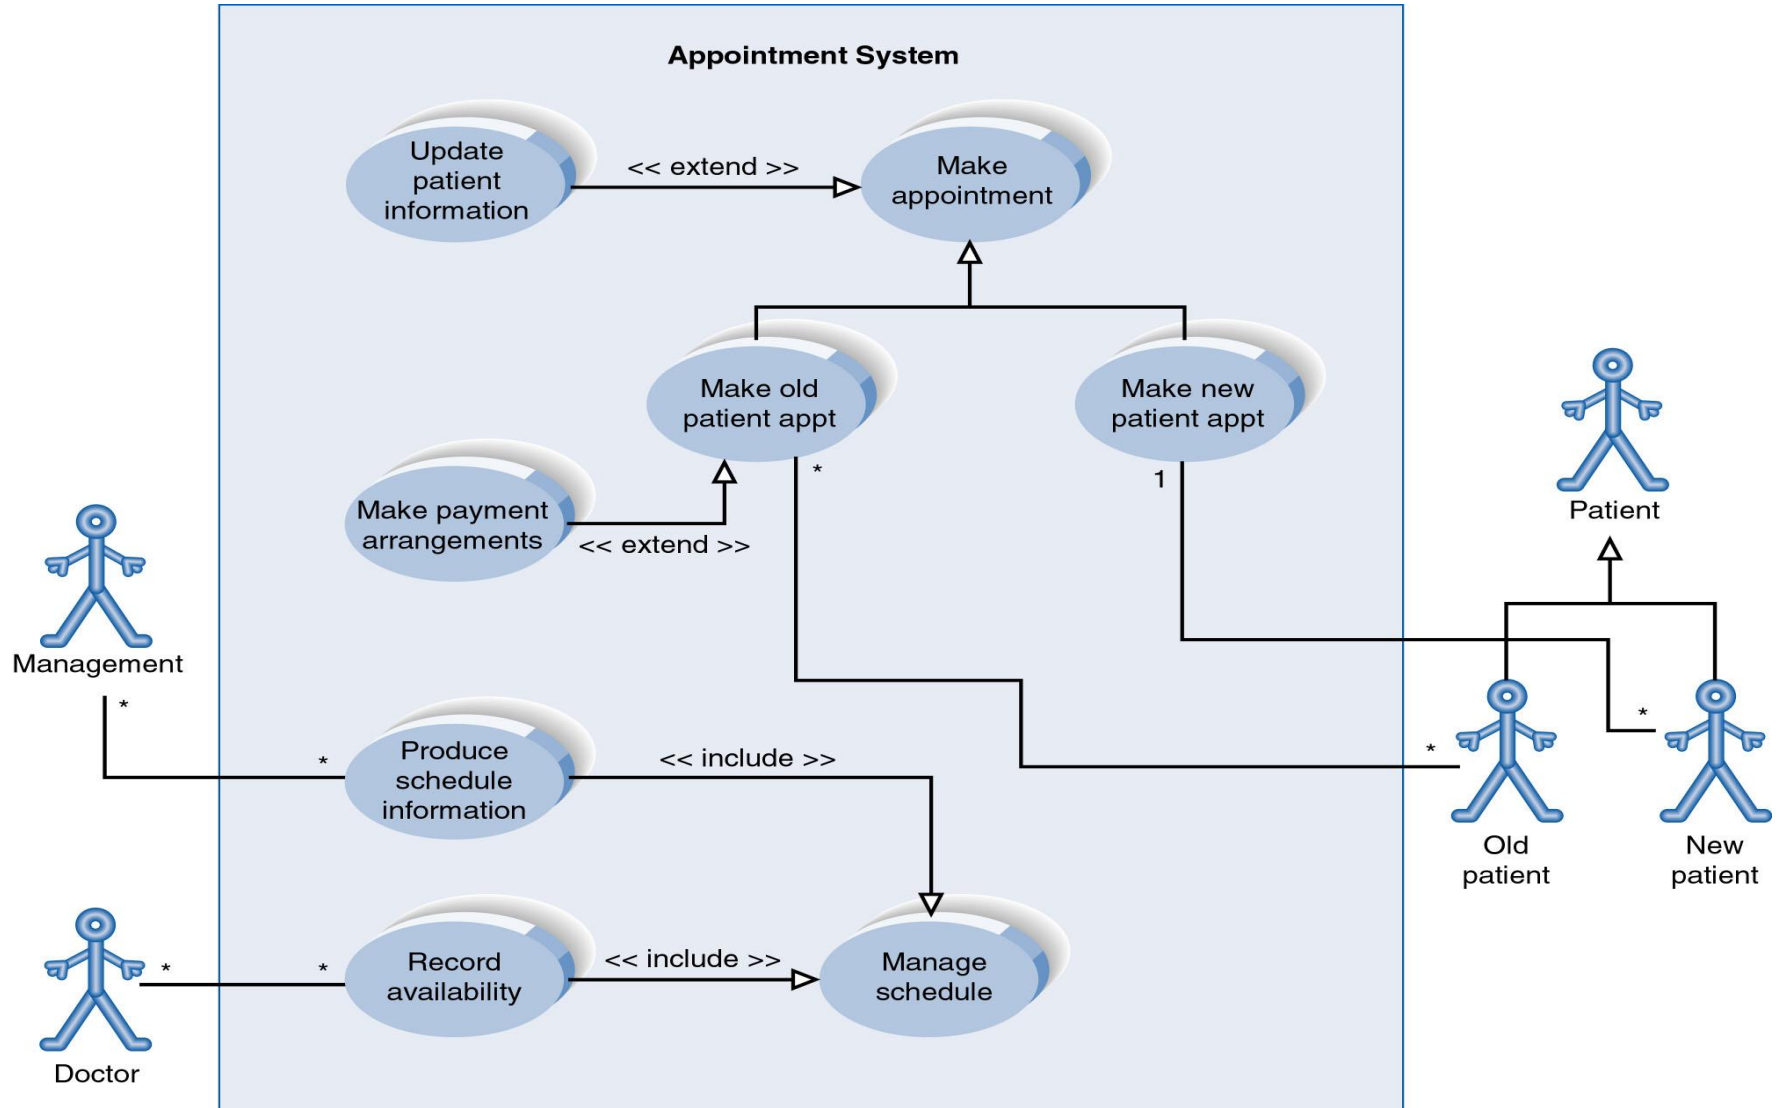 Appointment System
Update
patient
information
<< extend >>
Make
appointment
Make old
patient appt
Make new
patient appt
*
1
Make payment
arrangements
<< extend >>
Patient
Management
*
*
Produce
schedule
information
<< include >>
*
*
Old
patient
New
patient
Doctor
*
*
Record
availability
<< include >>
Manage
schedule